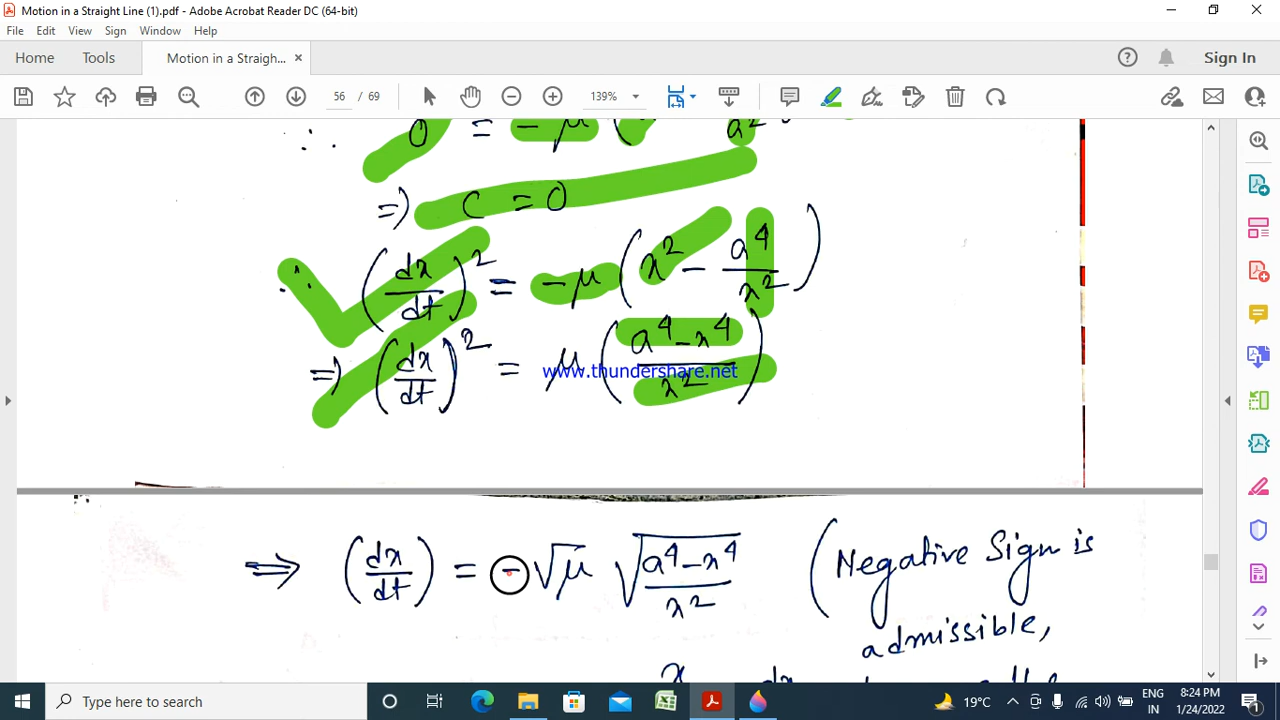 Motion in a Straight Line (1).pdf - Adobe Acrobat Reader DC (64-bit)
File Edit View Sign Window Help
Home Tools Motion in a Straigh... × Sign In
56 / 69 139%
∴ 0 = -μ ( a²
=) C = 0
∴ (dx/dt)² = -μ (x² - a⁴/x²)
=) (dx/dt)² = μ (a⁴-x⁴/x²)
www.thundershare.net
⇒ (dx/dt) = -√μ √(a⁴-x⁴/x²) (Negative Sign is
admissible,
x dx
Type here to search 19°C ENG 8:24 PM
IN 1/24/2022